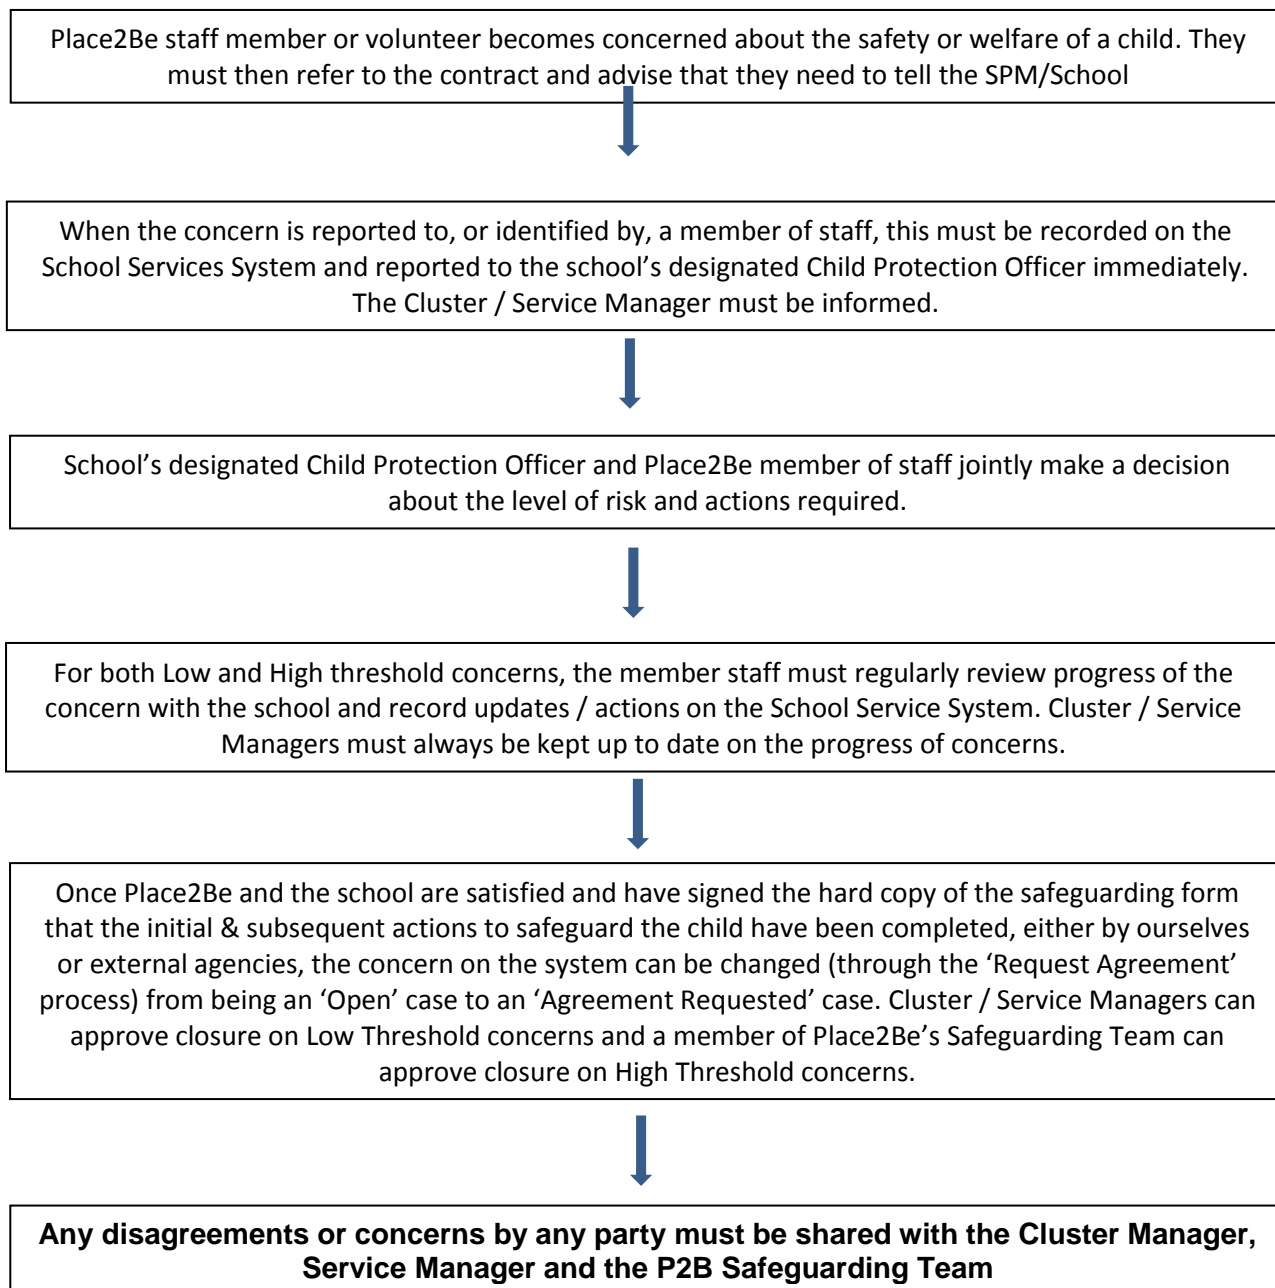 Place2Be staff member or volunteer becomes concerned about the safety or welfare of a child. They
must then refer to the contract and advise that they need to tell the SPM/School
When the concern is reported to, or identified by, a member of staff, this must be recorded on the
School Services System and reported to the school’s designated Child Protection Officer immediately.
The Cluster / Service Manager must be informed.
School’s designated Child Protection Officer and Place2Be member of staff jointly make a decision
about the level of risk and actions required.
For both Low and High threshold concerns, the member staff must regularly review progress of the
concern with the school and record updates / actions on the School Service System. Cluster / Service
Managers must always be kept up to date on the progress of concerns.
Once Place2Be and the school are satisfied and have signed the hard copy of the safeguarding form
that the initial & subsequent actions to safeguard the child have been completed, either by ourselves
or external agencies, the concern on the system can be changed (through the ‘Request Agreement’
process) from being an ‘Open’ case to an ‘Agreement Requested’ case. Cluster / Service Managers can
approve closure on Low Threshold concerns and a member of Place2Be’s Safeguarding Team can
approve closure on High Threshold concerns.
Any disagreements or concerns by any party must be shared with the Cluster Manager,
Service Manager and the P2B Safeguarding Team